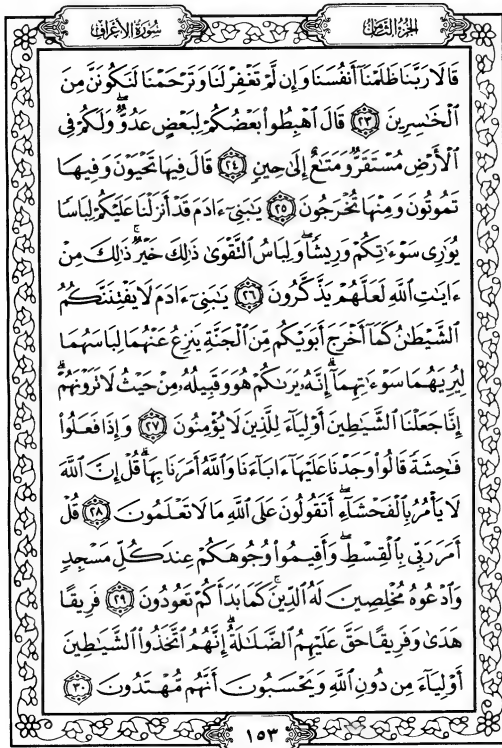 الجزء الثامن
سورة الأعراف
قَالَا رَبَّنَا ظَلَمْنَآ أَنفُسَنَا وَإِن لَّمْ تَغْفِرْ لَنَا وَتَرْحَمْنَا لَنَكُونَنَّ مِنَ
ٱلْخَٰسِرِينَ ٢٣ قَالَ ٱهْبِطُوا۟ بَعْضُكُمْ لِبَعْضٍ عَدُوٌّۖ وَلَكُمْ فِى
ٱلْأَرْضِ مُسْتَقَرٌّ وَمَتَٰعٌ إِلَىٰ حِينٍ ٢٤ قَالَ فِيهَا تَحْيَوْنَ وَفِيهَا
تَمُوتُونَ وَمِنْهَا تُخْرَجُونَ ٢٥ يَٰبَنِىٓ ءَادَمَ قَدْ أَنزَلْنَا عَلَيْكُمْ لِبَاسًا
يُوَٰرِى سَوْءَٰتِكُمْ وَرِيشًاۖ وَلِبَاسُ ٱلتَّقْوَىٰ ذَٰلِكَ خَيْرٌۚ ذَٰلِكَ مِنْ
ءَايَٰتِ ٱللَّهِ لَعَلَّهُمْ يَذَّكَّرُونَ ٢٦ يَٰبَنِىٓ ءَادَمَ لَا يَفْتِنَنَّكُمُ
ٱلشَّيْطَٰنُ كَمَآ أَخْرَجَ أَبَوَيْكُم مِّنَ ٱلْجَنَّةِ يَنزِعُ عَنْهُمَا لِبَاسَهُمَا
لِيُرِيَهُمَا سَوْءَٰتِهِمَآۗ إِنَّهُۥ يَرَىٰكُمْ هُوَ وَقَبِيلُهُۥ مِنْ حَيْثُ لَا تَرَوْنَهُمْۗ
إِنَّا جَعَلْنَا ٱلشَّيَٰطِينَ أَوْلِيَآءَ لِلَّذِينَ لَا يُؤْمِنُونَ ٢٧ وَإِذَا فَعَلُوا۟
فَٰحِشَةً قَالُوا۟ وَجَدْنَا عَلَيْهَآ ءَابَآءَنَا وَٱللَّهُ أَمَرَنَا بِهَاۗ قُلْ إِنَّ ٱللَّهَ
لَا يَأْمُرُ بِٱلْفَحْشَآءِۖ أَتَقُولُونَ عَلَى ٱللَّهِ مَا لَا تَعْلَمُونَ ٢٨ قُلْ
أَمَرَ رَبِّى بِٱلْقِسْطِۖ وَأَقِيمُوا۟ وُجُوهَكُمْ عِندَ كُلِّ مَسْجِدٍ
وَٱدْعُوهُ مُخْلِصِينَ لَهُ ٱلدِّينَۚ كَمَا بَدَأَكُمْ تَعُودُونَ ٢٩ فَرِيقًا
هَدَىٰ وَفَرِيقًا حَقَّ عَلَيْهِمُ ٱلضَّلَٰلَةُۗ إِنَّهُمُ ٱتَّخَذُوا۟ ٱلشَّيَٰطِينَ
أَوْلِيَآءَ مِن دُونِ ٱللَّهِ وَيَحْسَبُونَ أَنَّهُم مُّهْتَدُونَ ٣٠
١٥٣